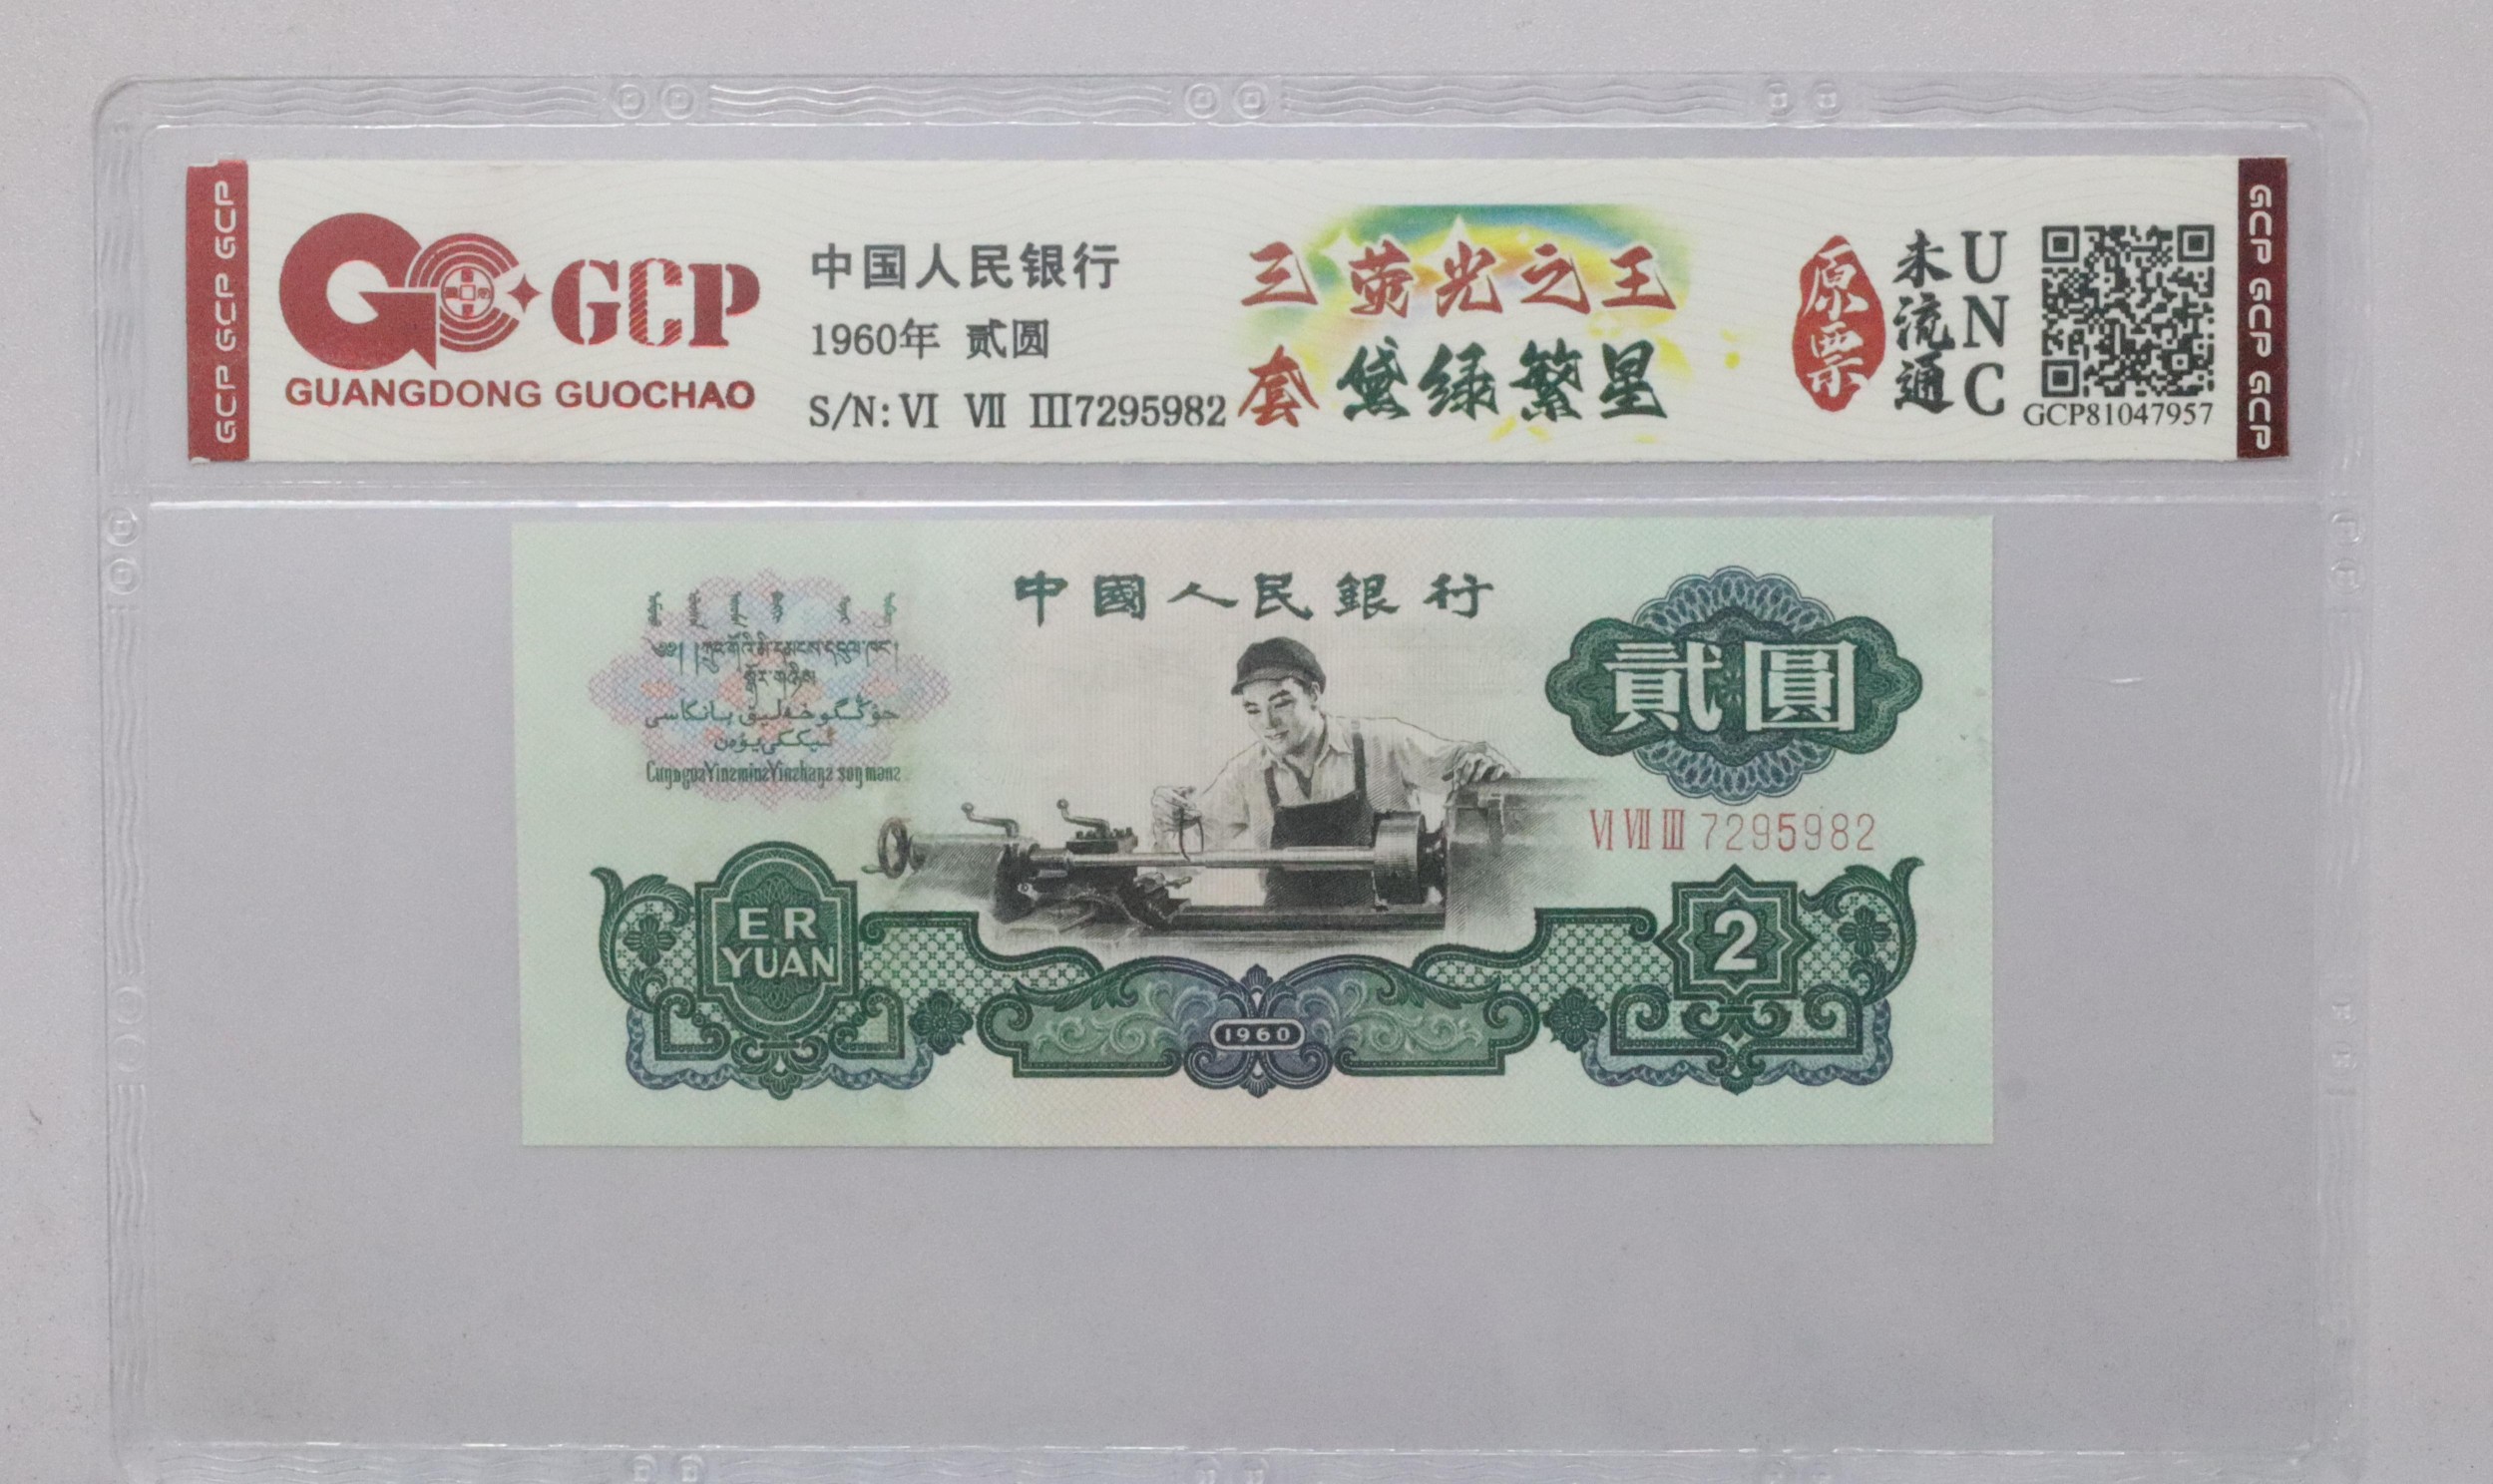 GCP GCP GCP
GCP
GUANGDONG GUOCHAO
中国人民银行
1960年 贰圆
S/N: VI VII III7295982
三 荧光之王
套 黛绿繁星
原票
未流通
UNC
GCP81047957
GCP GCP GCP
中國人民銀行
貳圓
VI VII III 7295982
ER
YUAN
2
1960